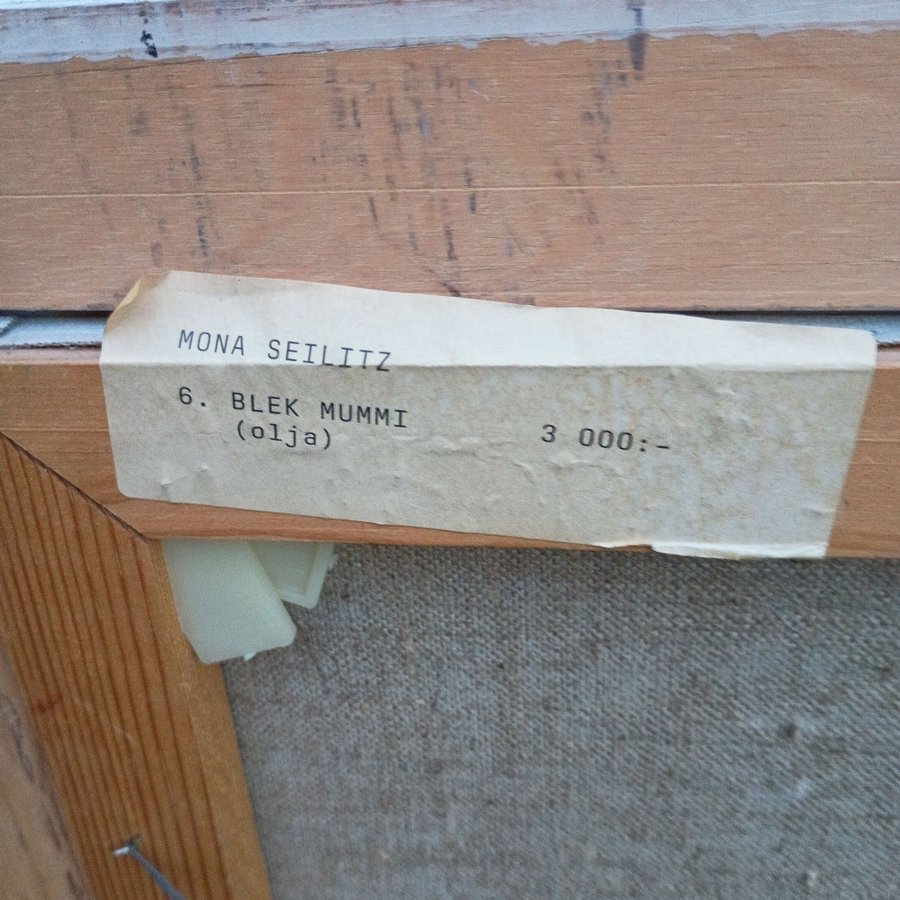 MONA SEILITZ
6. BLEK MUMMI
(olja) 3 000:-